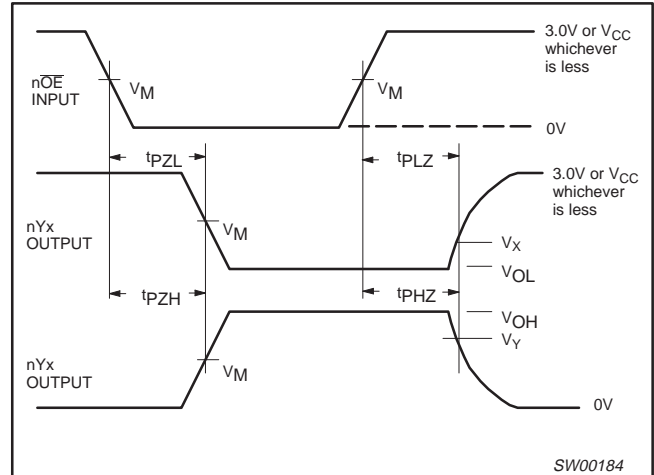 3.0V or VCC
whichever
is less
nOE
INPUT
VM
VM
0V
tPZL
tPLZ
3.0V or VCC
whichever
is less
nYx
OUTPUT
VM
VX
VOL
tPZH
tPHZ
VOH
VY
nYx
OUTPUT
VM
0V
SW00184